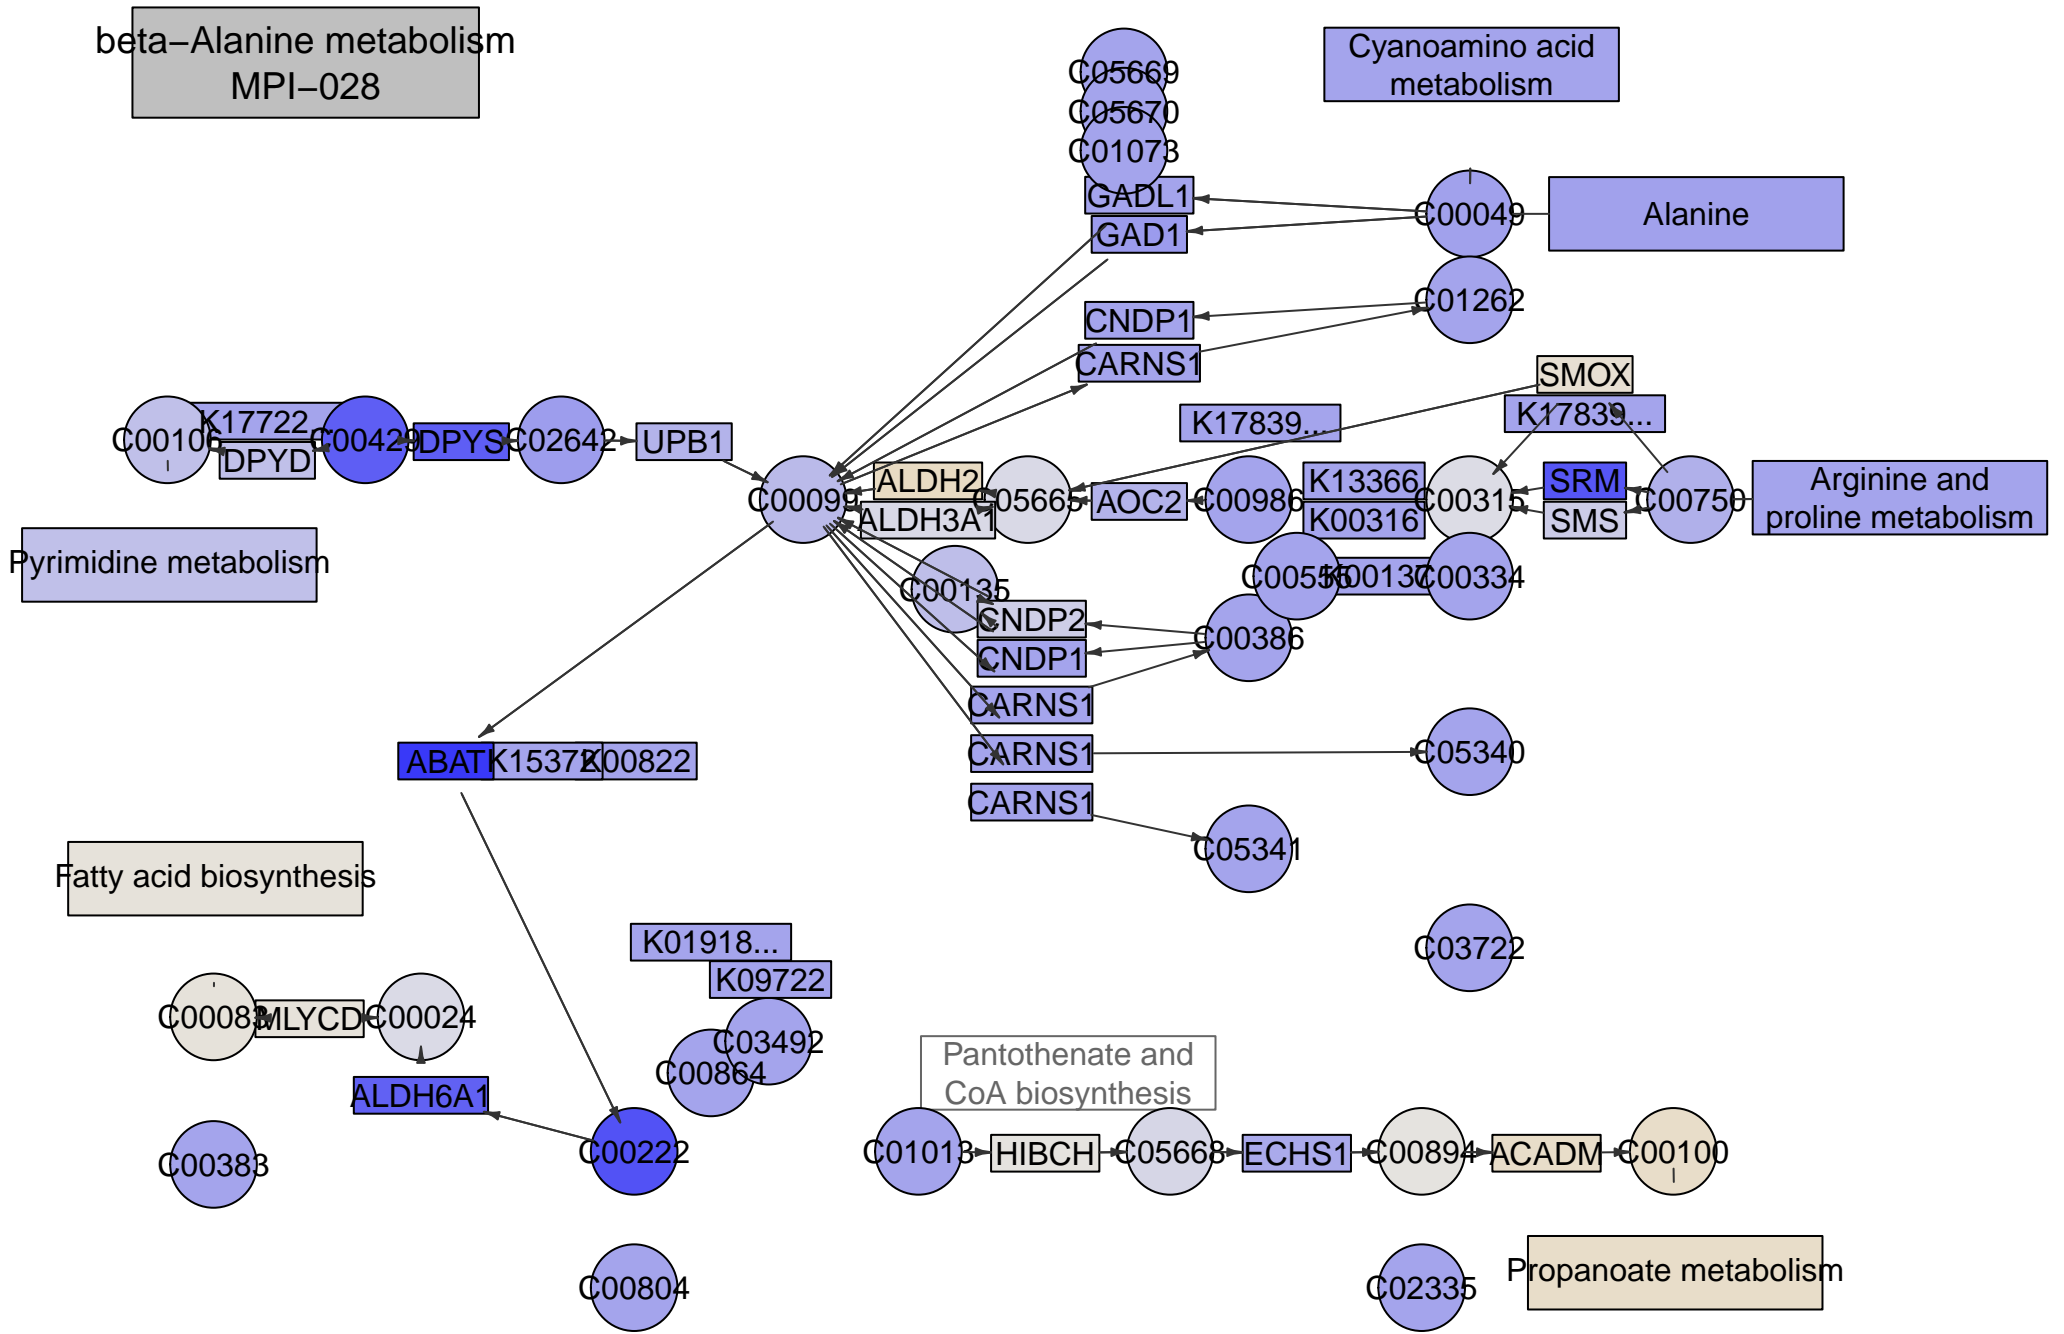 beta−Alanine metabolism
MPI−028
C05669
C05670
C01073
Cyanoamino acid
metabolism
GADL1
GAD1
C00049
Alanine
C01262
CNDP1
CARNS1
SMOX
K17839...
K17839...
C00106
K17722...
DPYD
C00429
DPYS
C02642
UPB1
C00099
ALDH2
ALDH3A1
C05665
AOC2
C00986
K13366
K00316
C00315
SRM
SMS
C00750
Arginine and
proline metabolism
Pyrimidine metabolism
C00135
C00555
K00137
C00334
CNDP2
CNDP1
C00386
CARNS1
CARNS1
CARNS1
C05340
C05341
ABAT
K15372
K00822
Fatty acid biosynthesis
K01918...
K09722
C03722
C00083
MLYCD
C00024
C03492
C00864
ALDH6A1
Pantothenate and
CoA biosynthesis
C00383
C00222
C01013
HIBCH
C05668
ECHS1
C00894
ACADM
C00100
C00804
C02335
Propanoate metabolism